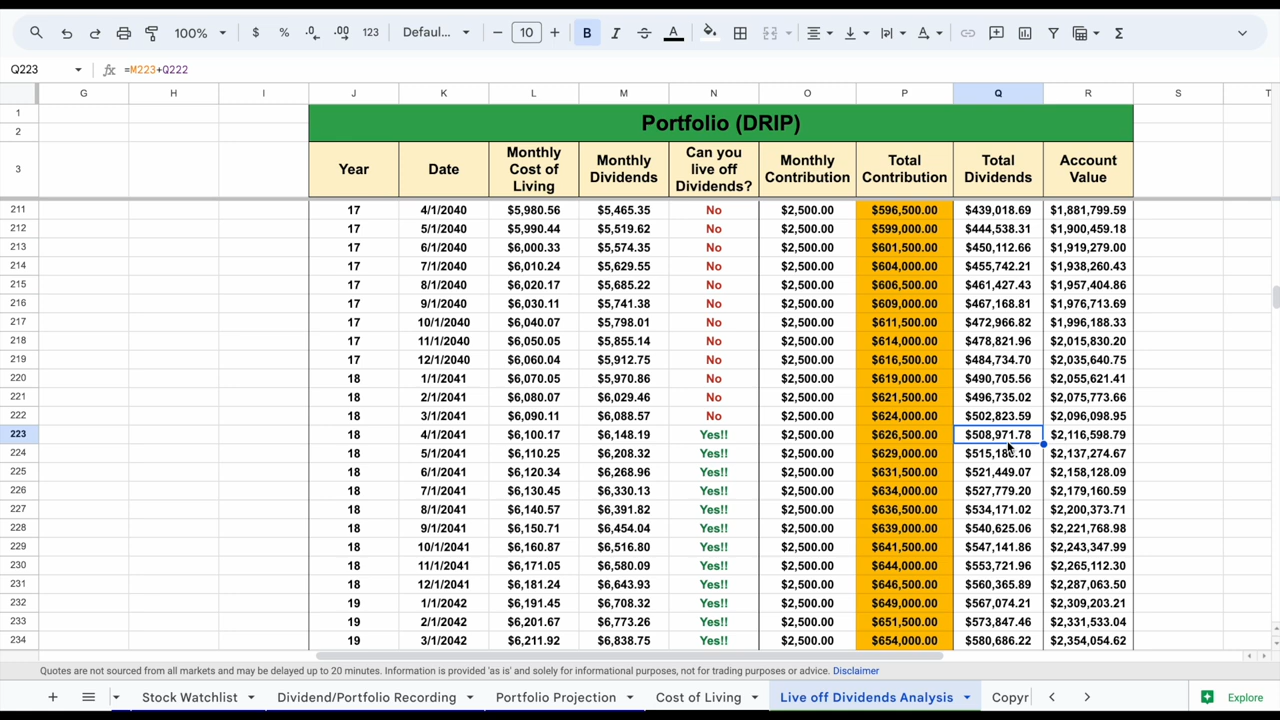 100% $ % .0 .00 123 Defaul... − 10 + B I A Σ
Q223 fx =M223+Q222
G H I J K L M N O P Q R S T
1 Portfolio (DRIP)
2
3 Year Date Monthly Cost of Living Monthly Dividends Can you live off Dividends? Monthly Contribution Total Contribution Total Dividends Account Value
211 17 4/1/2040 $5,980.56 $5,465.35 No $2,500.00 $596,500.00 $439,018.69 $1,881,799.59
212 17 5/1/2040 $5,990.44 $5,519.62 No $2,500.00 $599,000.00 $444,538.31 $1,900,459.18
213 17 6/1/2040 $6,000.33 $5,574.35 No $2,500.00 $601,500.00 $450,112.66 $1,919,279.00
214 17 7/1/2040 $6,010.24 $5,629.55 No $2,500.00 $604,000.00 $455,742.21 $1,938,260.43
215 17 8/1/2040 $6,020.17 $5,685.22 No $2,500.00 $606,500.00 $461,427.43 $1,957,404.86
216 17 9/1/2040 $6,030.11 $5,741.38 No $2,500.00 $609,000.00 $467,168.81 $1,976,713.69
217 17 10/1/2040 $6,040.07 $5,798.01 No $2,500.00 $611,500.00 $472,966.82 $1,996,188.33
218 17 11/1/2040 $6,050.05 $5,855.14 No $2,500.00 $614,000.00 $478,821.96 $2,015,830.20
219 17 12/1/2040 $6,060.04 $5,912.75 No $2,500.00 $616,500.00 $484,734.70 $2,035,640.75
220 18 1/1/2041 $6,070.05 $5,970.86 No $2,500.00 $619,000.00 $490,705.56 $2,055,621.41
221 18 2/1/2041 $6,080.07 $6,029.46 No $2,500.00 $621,500.00 $496,735.02 $2,075,773.66
222 18 3/1/2041 $6,090.11 $6,088.57 No $2,500.00 $624,000.00 $502,823.59 $2,096,098.95
223 18 4/1/2041 $6,100.17 $6,148.19 Yes!! $2,500.00 $626,500.00 $508,971.78 $2,116,598.79
224 18 5/1/2041 $6,110.25 $6,208.32 Yes!! $2,500.00 $629,000.00 $515,180.10 $2,137,274.67
225 18 6/1/2041 $6,120.34 $6,268.96 Yes!! $2,500.00 $631,500.00 $521,449.07 $2,158,128.09
226 18 7/1/2041 $6,130.45 $6,330.13 Yes!! $2,500.00 $634,000.00 $527,779.20 $2,179,160.59
227 18 8/1/2041 $6,140.57 $6,391.82 Yes!! $2,500.00 $636,500.00 $534,171.02 $2,200,373.71
228 18 9/1/2041 $6,150.71 $6,454.04 Yes!! $2,500.00 $639,000.00 $540,625.06 $2,221,768.98
229 18 10/1/2041 $6,160.87 $6,516.80 Yes!! $2,500.00 $641,500.00 $547,141.86 $2,243,347.99
230 18 11/1/2041 $6,171.05 $6,580.09 Yes!! $2,500.00 $644,000.00 $553,721.96 $2,265,112.30
231 18 12/1/2041 $6,181.24 $6,643.93 Yes!! $2,500.00 $646,500.00 $560,365.89 $2,287,063.50
232 19 1/1/2042 $6,191.45 $6,708.32 Yes!! $2,500.00 $649,000.00 $567,074.21 $2,309,203.21
233 19 2/1/2042 $6,201.67 $6,773.26 Yes!! $2,500.00 $651,500.00 $573,847.46 $2,331,533.04
234 19 3/1/2042 $6,211.92 $6,838.75 Yes!! $2,500.00 $654,000.00 $580,686.22 $2,354,054.62
Quotes are not sourced from all markets and may be delayed up to 20 minutes. Information is provided 'as is' and solely for informational purposes, not for trading purposes or advice. Disclaimer
Stock Watchlist Dividend/Portfolio Recording Portfolio Projection Cost of Living Live off Dividends Analysis Copyr Explore